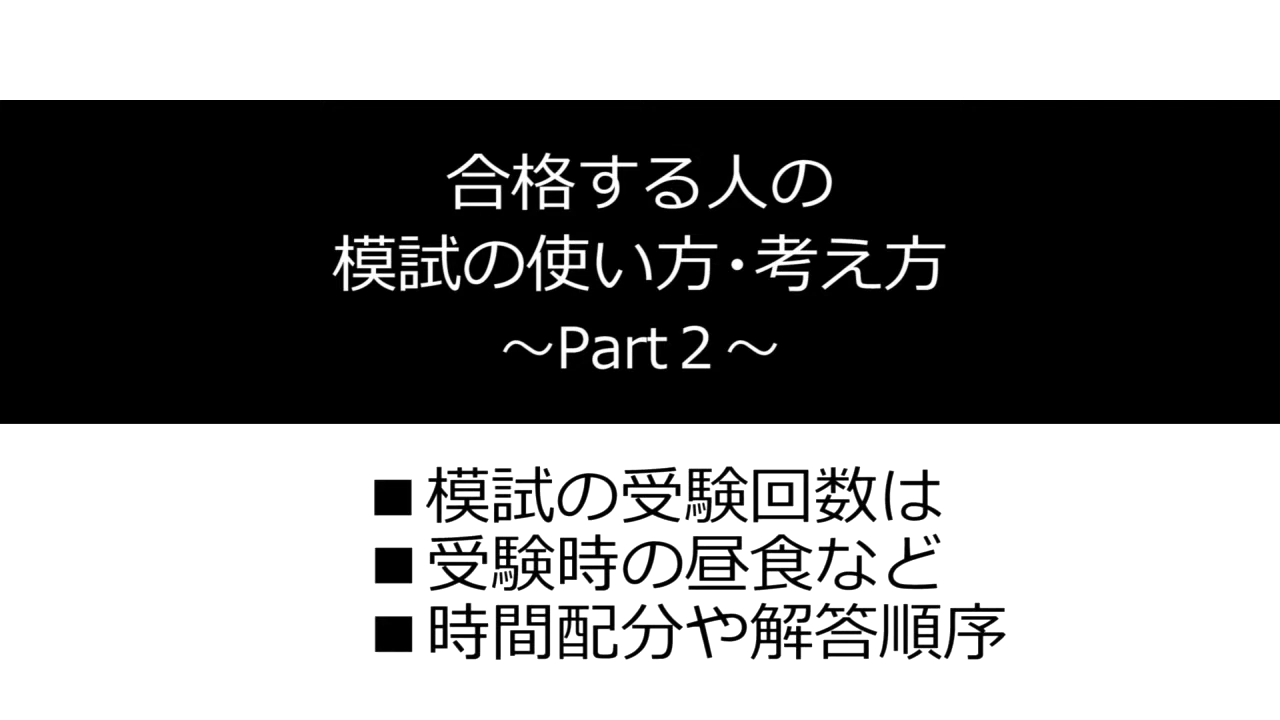 合格する人の
模試の使い方･考え方
～Part２～
■模試の受験回数は
■受験時の昼食など
■時間配分や解答順序